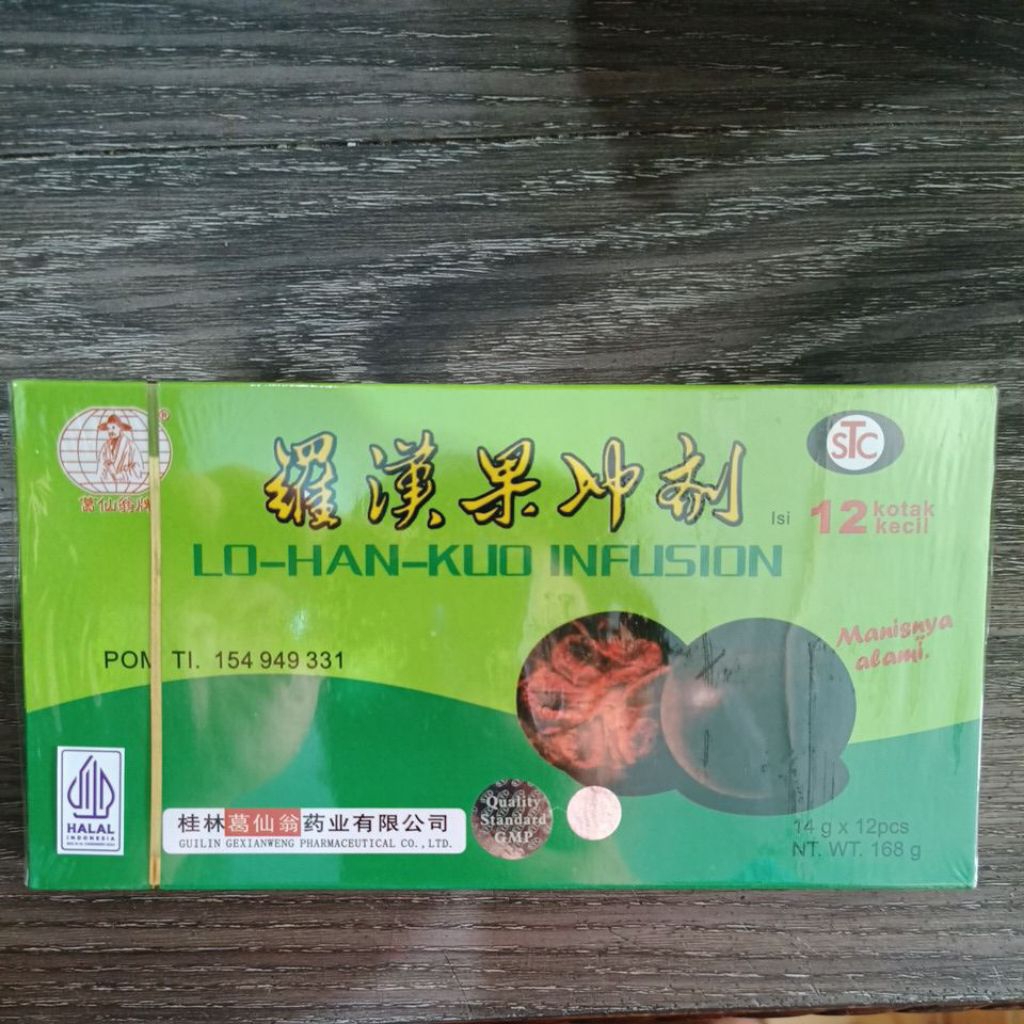 葛仙翁牌
®
STC
羅漢果冲剂
Isi 12 kotak kecil
LO-HAN-KUO INFUSION
Manisnya
alami.
POM TI. 154 949 331
HALAL
INDONESIA
桂林葛仙翁药业有限公司
GUILIN GEXIANWENG PHARMACEUTICAL CO.,LTD.
Quality
Standard
GMP
14 g x 12pcs
NT. WT. 168 g